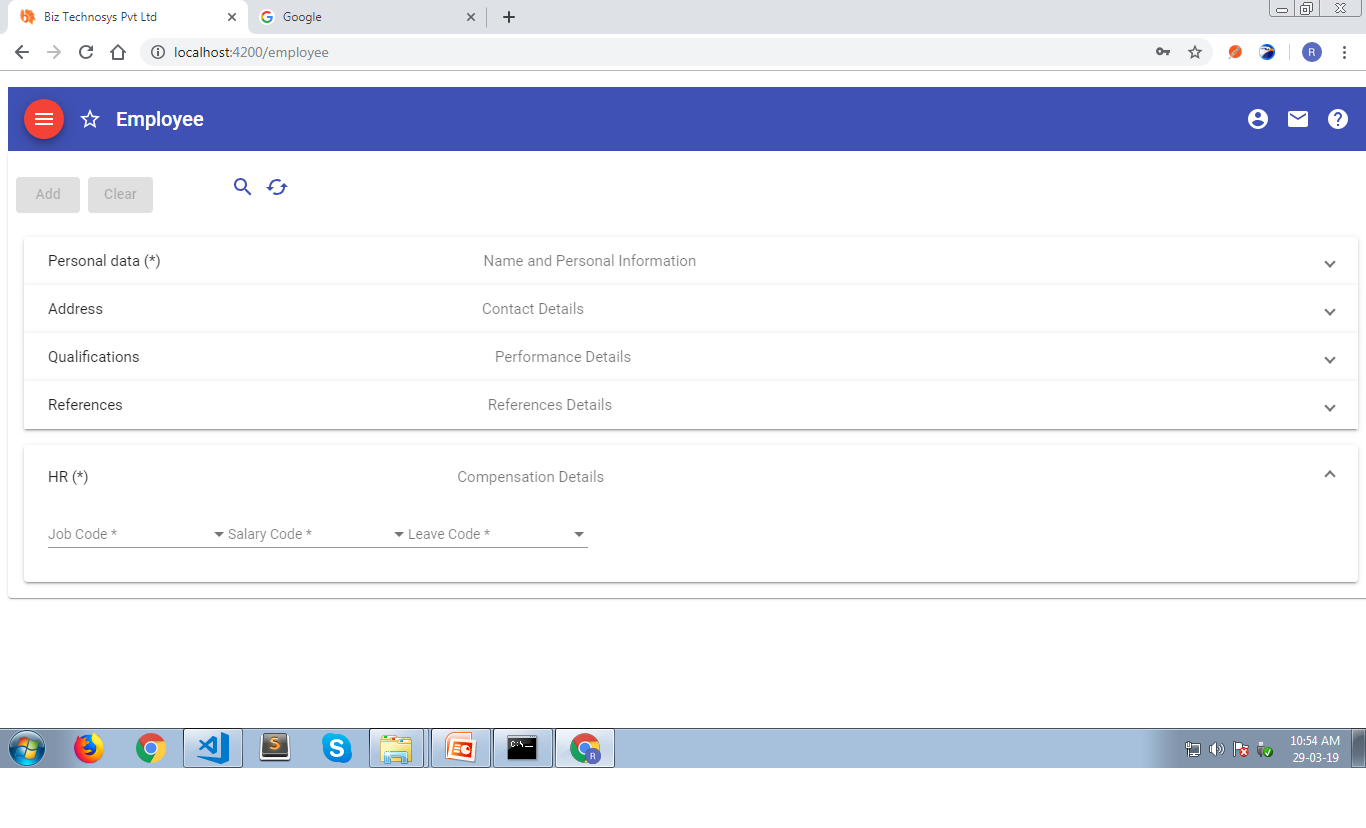 Biz Technosys Pvt Ltd
Google
localhost:4200/employee
R
Employee
Add
Clear
Personal data (*)
Name and Personal Information
Address
Contact Details
Qualifications
Performance Details
References
References Details
HR (*)
Compensation Details
Job Code *
Salary Code *
Leave Code *
S
S
C:\
R
10:54 AM
29-03-19